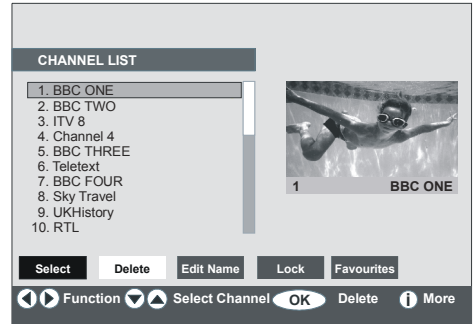 CHANNEL LIST
1. BBC ONE
2. BBC TWO
3. ITV 8
4. Channel 4
5. BBC THREE
6. Teletext
7. BBC FOUR
8. Sky Travel
9. UKHistory
10. RTL
1 BBC ONE
Select Delete Edit Name Lock Favourites
Function Select Channel OK Delete i More